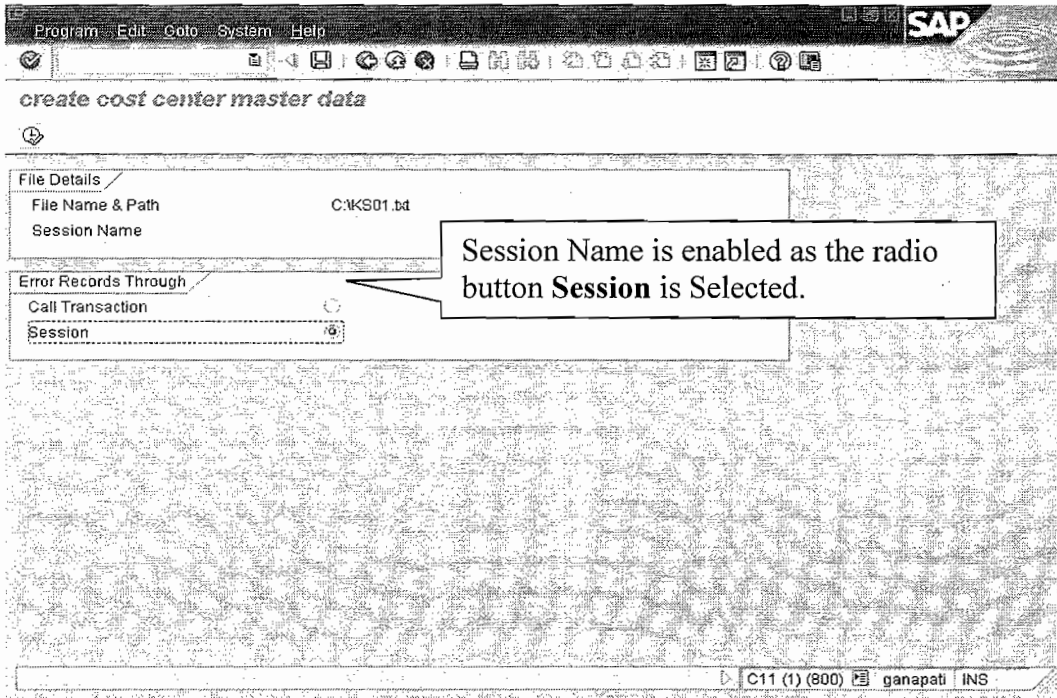 Program Edit Goto System Help
SAP
create cost center master data
File Details
File Name & Path C:\KS01.txt
Session Name
Session Name is enabled as the radio
button Session is Selected.
Error Records Through
Call Transaction
Session
C11 (1) (800) ganapati INS